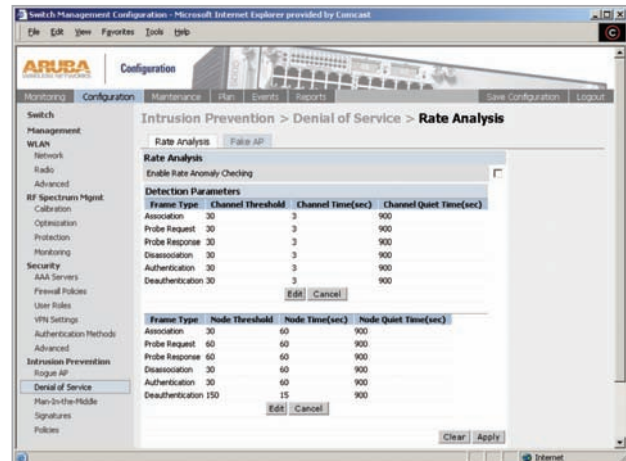 Switch Management Configuration - Microsoft Internet Explorer provided by Comcast
File Edit View Favorites Tools Help
ARUBA
WIRELESS NETWORKS
Configuration
Monitoring Configuration Maintenance Plan Events Reports Save Configuration Logout
Switch
Management
WLAN
Network
Radio
Advanced
RF Spectrum Mgmt
Calibration
Optimization
Protection
Monitoring
Security
AAA Servers
Firewall Policies
User Roles
VPN Settings
Authentication Methods
Advanced
Intrusion Prevention
Rogue AP
Denial of Service
Man-In-the-Middle
Signatures
Policies
Intrusion Prevention > Denial of Service > Rate Analysis
Rate Analysis Fake AP
Rate Analysis
Enable Rate Anomaly Checking
Detection Parameters
Frame Type Channel Threshold Channel Time(sec) Channel Quiet Time(sec)
Association 30 3 900
Probe Request 30 3 900
Probe Response 30 3 900
Disassociation 30 3 900
Authentication 30 3 900
Deauthentication 30 3 900
Edit Cancel
Frame Type Node Threshold Node Time(sec) Node Quiet Time(sec)
Association 30 60 900
Probe Request 60 60 900
Probe Response 60 60 900
Disassociation 30 60 900
Authentication 30 60 900
Deauthentication 150 15 900
Edit Cancel
Clear Apply
Internet